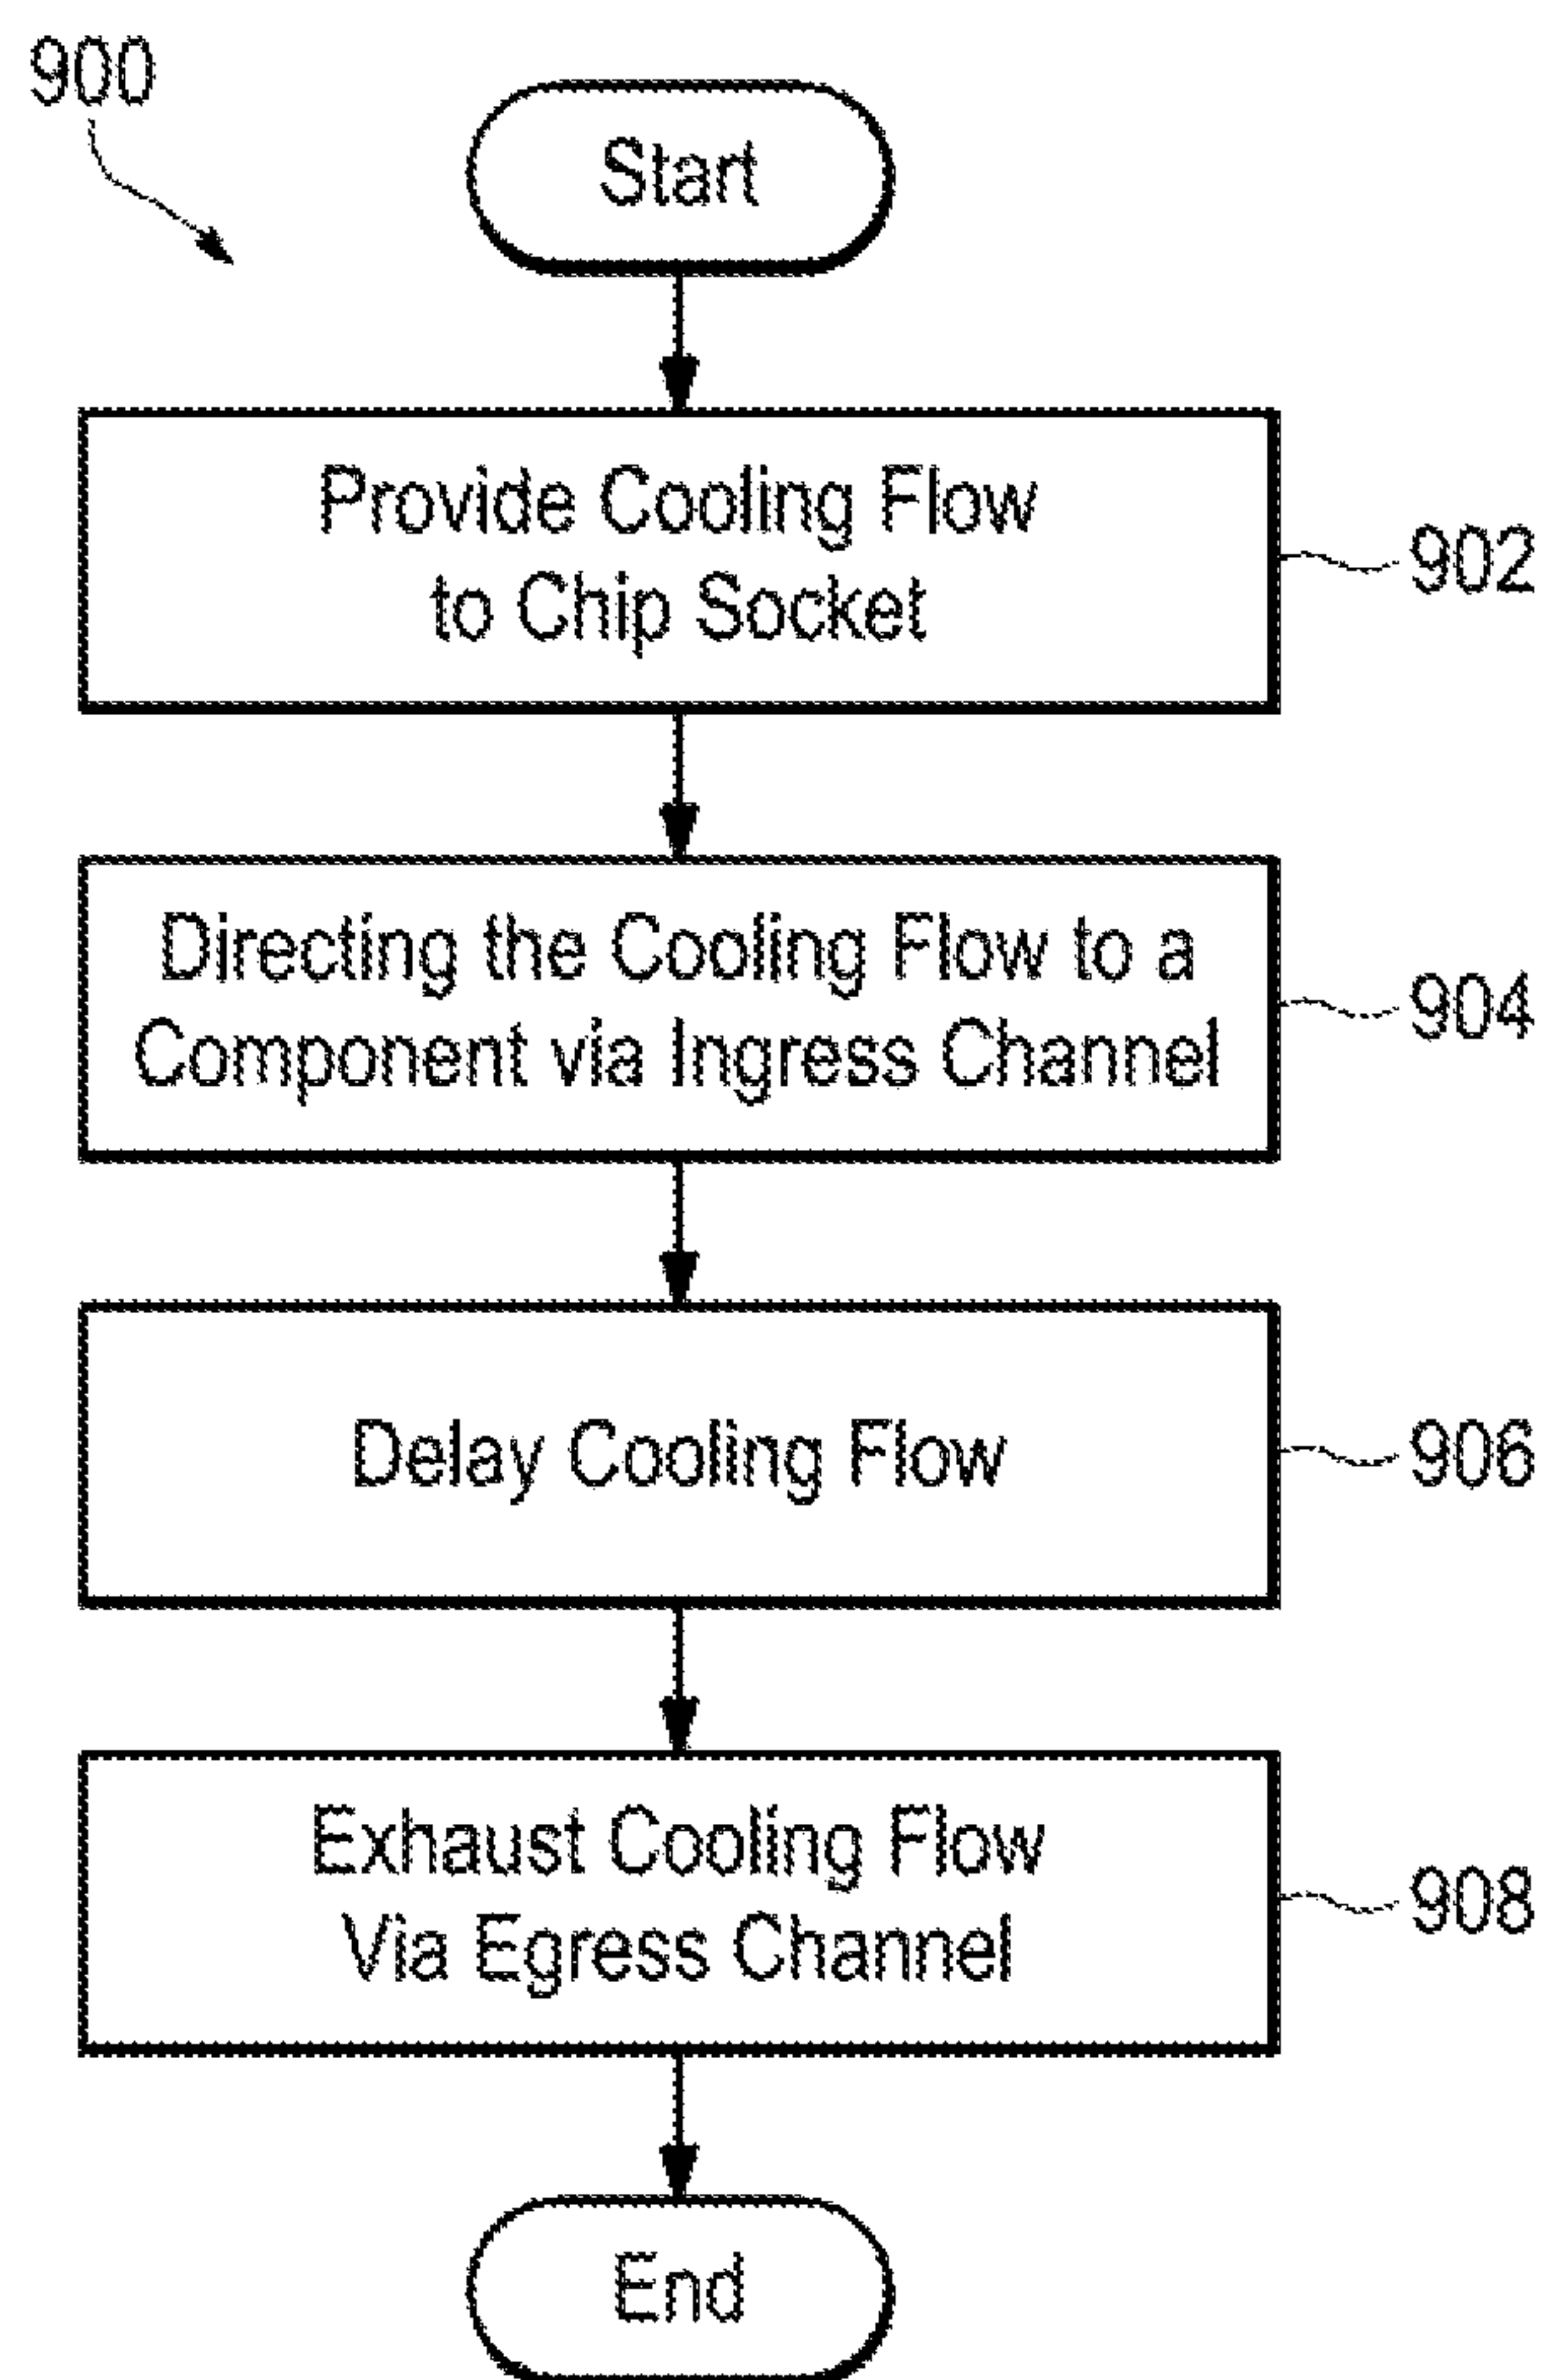 900
Start
Provide Cooling Flow
to Chip Socket
902
Directing the Cooling Flow to a
Component via Ingress Channel
904
Delay Cooling Flow
906
Exhaust Cooling Flow
Via Egress Channel
908
End